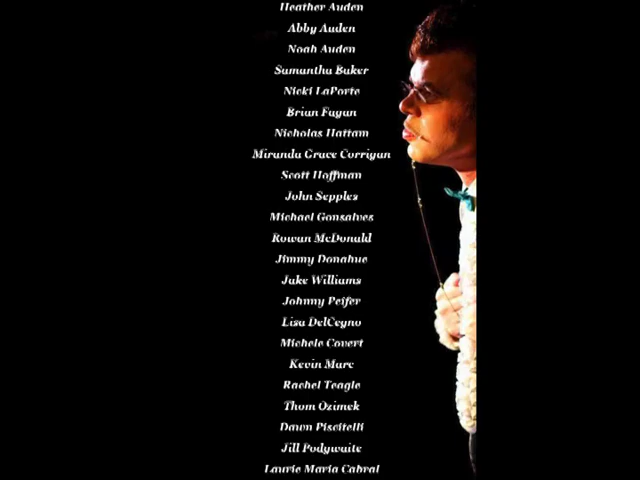 Heather Auden
Abby Auden
Noah Auden
Samantha Baker
Nicki LaPorte
Brian Fagan
Nicholas Hattam
Miranda Grace Corrigan
Scott Hoffman
John Sepples
Michael Gonsalves
Rowan McDonald
Jimmy Donahue
Jake Williams
Johnny Peifer
Lisa DelCegno
Michele Covert
Kevin Marc
Rachel Teagle
Thom Ozimek
Dawn Piscitelli
Jill Podywaite
Laurie Maria Cabral